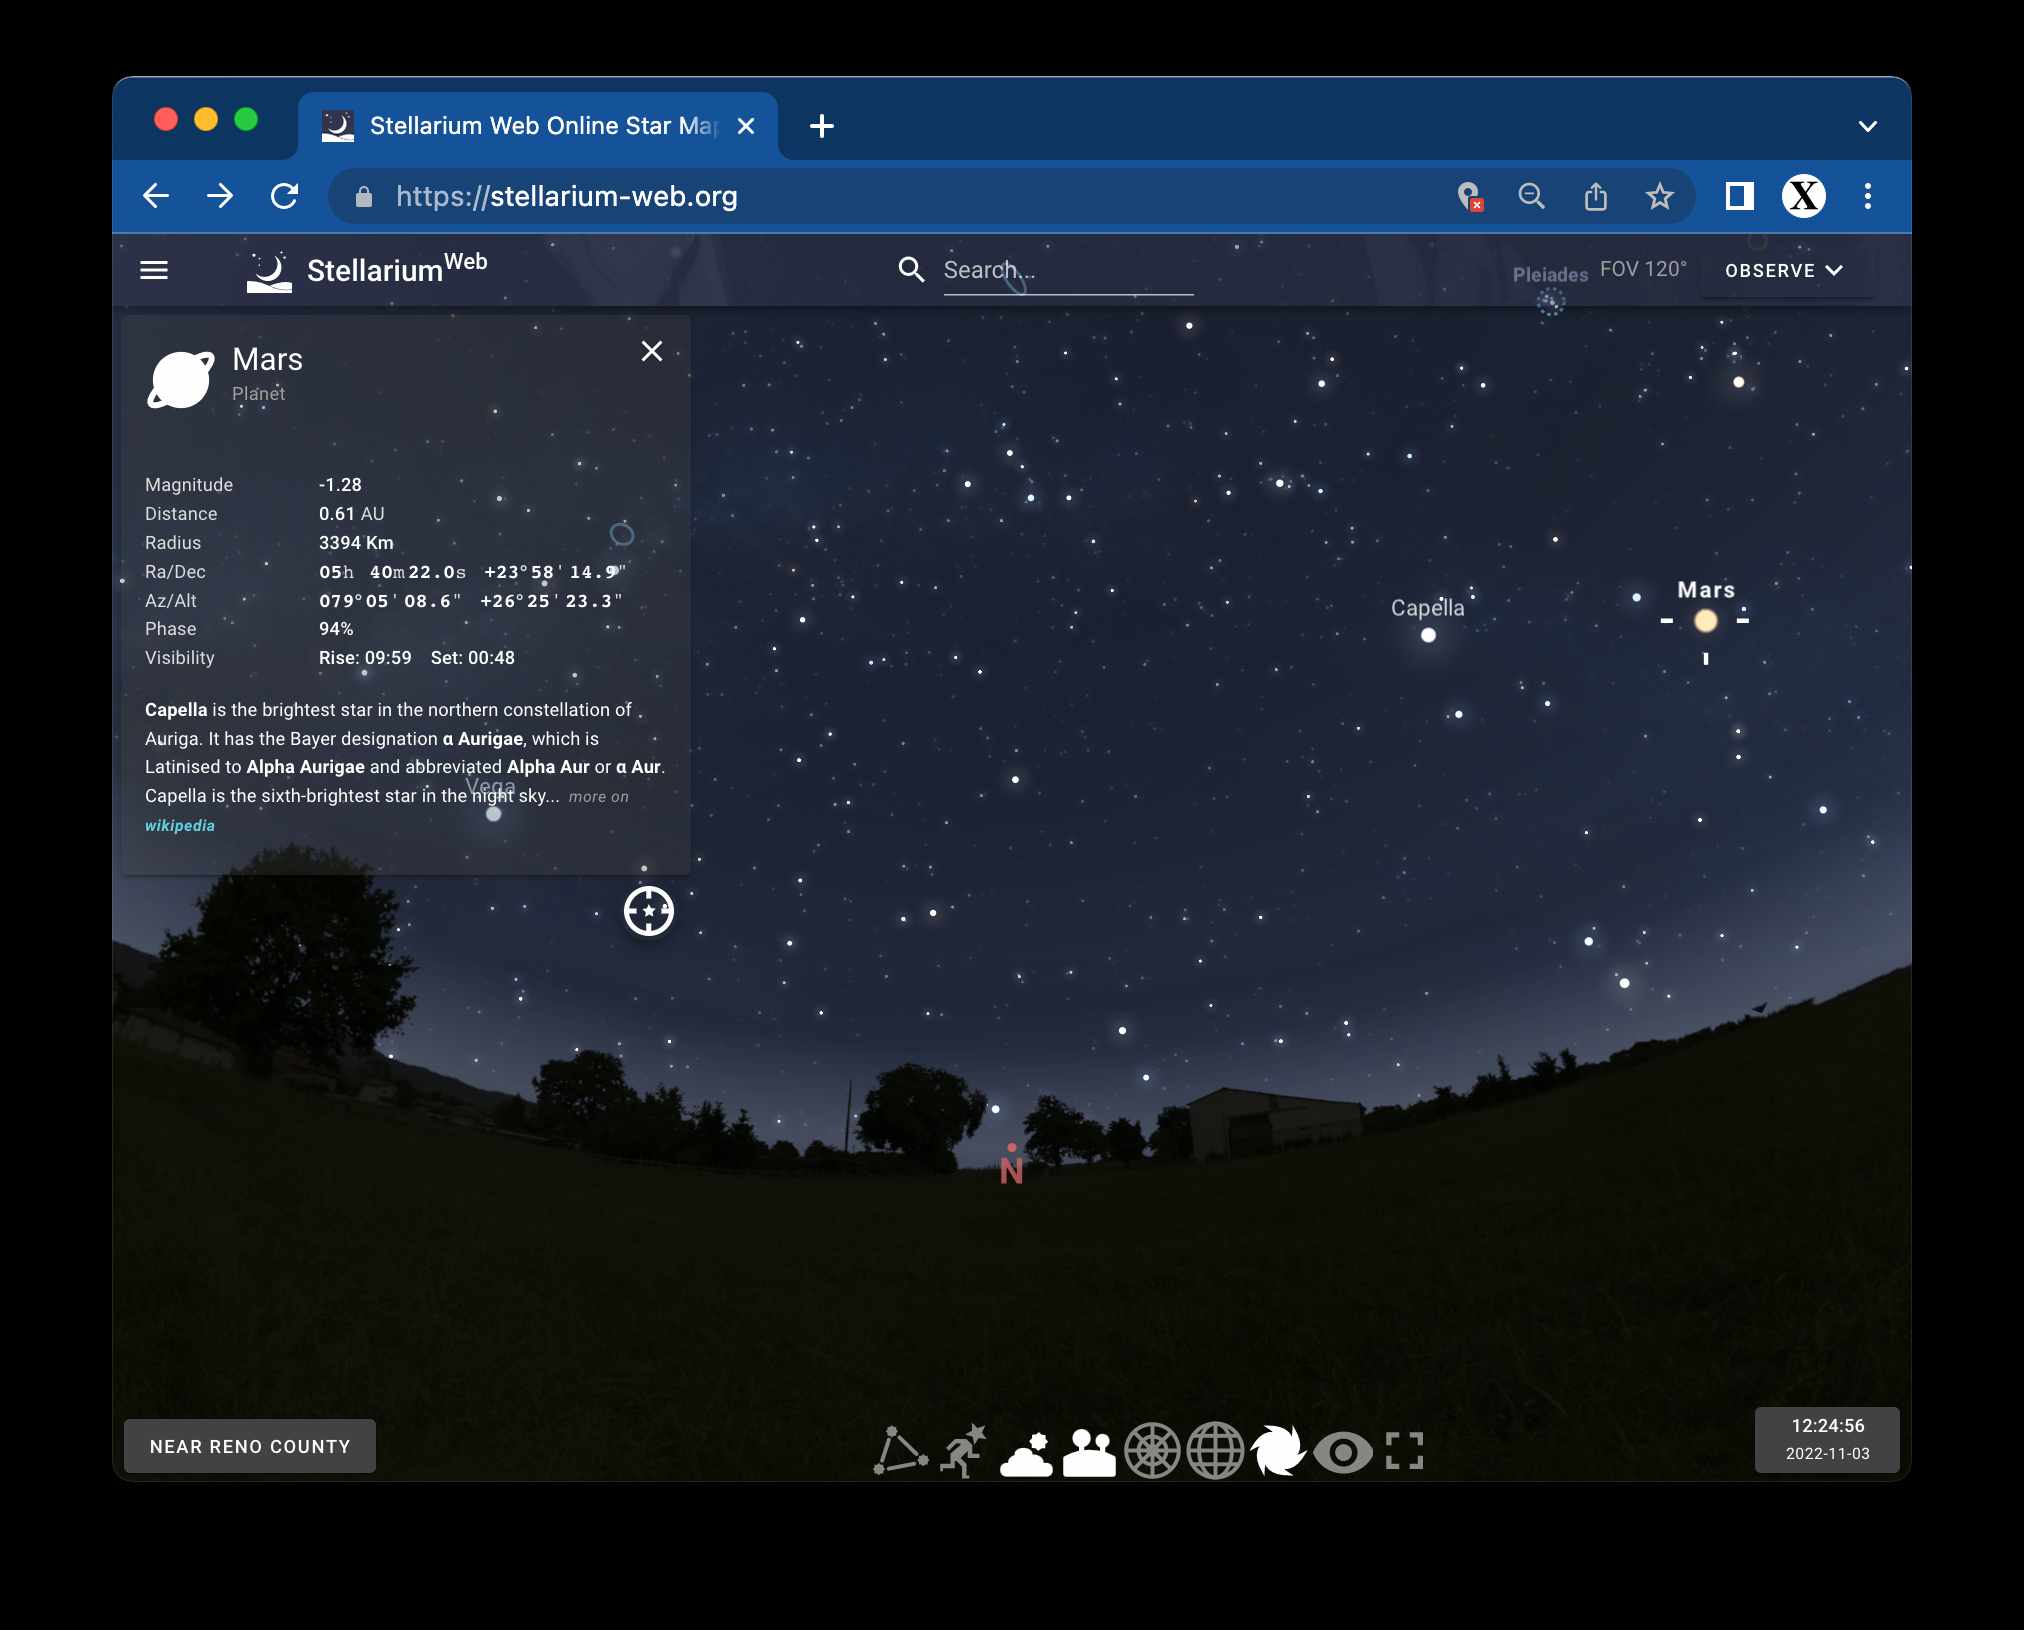 Stellarium Web Online Star Ma
https://stellarium-web.org
StellariumWeb
Search...
Pleiades
FOV 120°
OBSERVE
Mars
Planet
Magnitude -1.28
Distance 0.61 AU
Radius 3394 Km
Ra/Dec 05h 40m22.0s +23°58'14.9"
Az/Alt 079°05'08.6" +26°25'23.3"
Phase 94%
Visibility Rise: 09:59 Set: 00:48
Capella is the brightest star in the northern constellation of
Auriga. It has the Bayer designation α Aurigae, which is
Latinised to Alpha Aurigae and abbreviated Alpha Aur or α Aur.
Capella is the sixth-brightest star in the night sky... more on
wikipedia
Vega
Capella
Mars
N
NEAR RENO COUNTY
12:24:56
2022-11-03
X